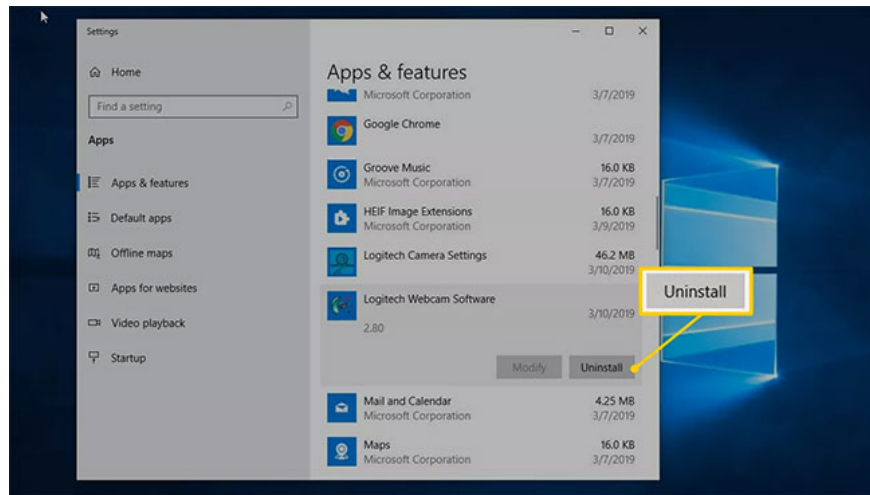 Settings
Home
Find a setting
Apps
Apps & features
Default apps
Offline maps
Apps for websites
Video playback
Startup
Apps & features
Microsoft Corporation 3/7/2019
Google Chrome
3/7/2019
Groove Music 16.0 KB
Microsoft Corporation 3/7/2019
HEIF Image Extensions 16.0 KB
Microsoft Corporation 3/9/2019
Logitech Camera Settings 46.2 MB
3/10/2019
Logitech Webcam Software
3/10/2019
2.80
Modify Uninstall
Uninstall
Mail and Calendar 4.25 MB
Microsoft Corporation 3/7/2019
Maps 16.0 KB
Microsoft Corporation 3/7/2019